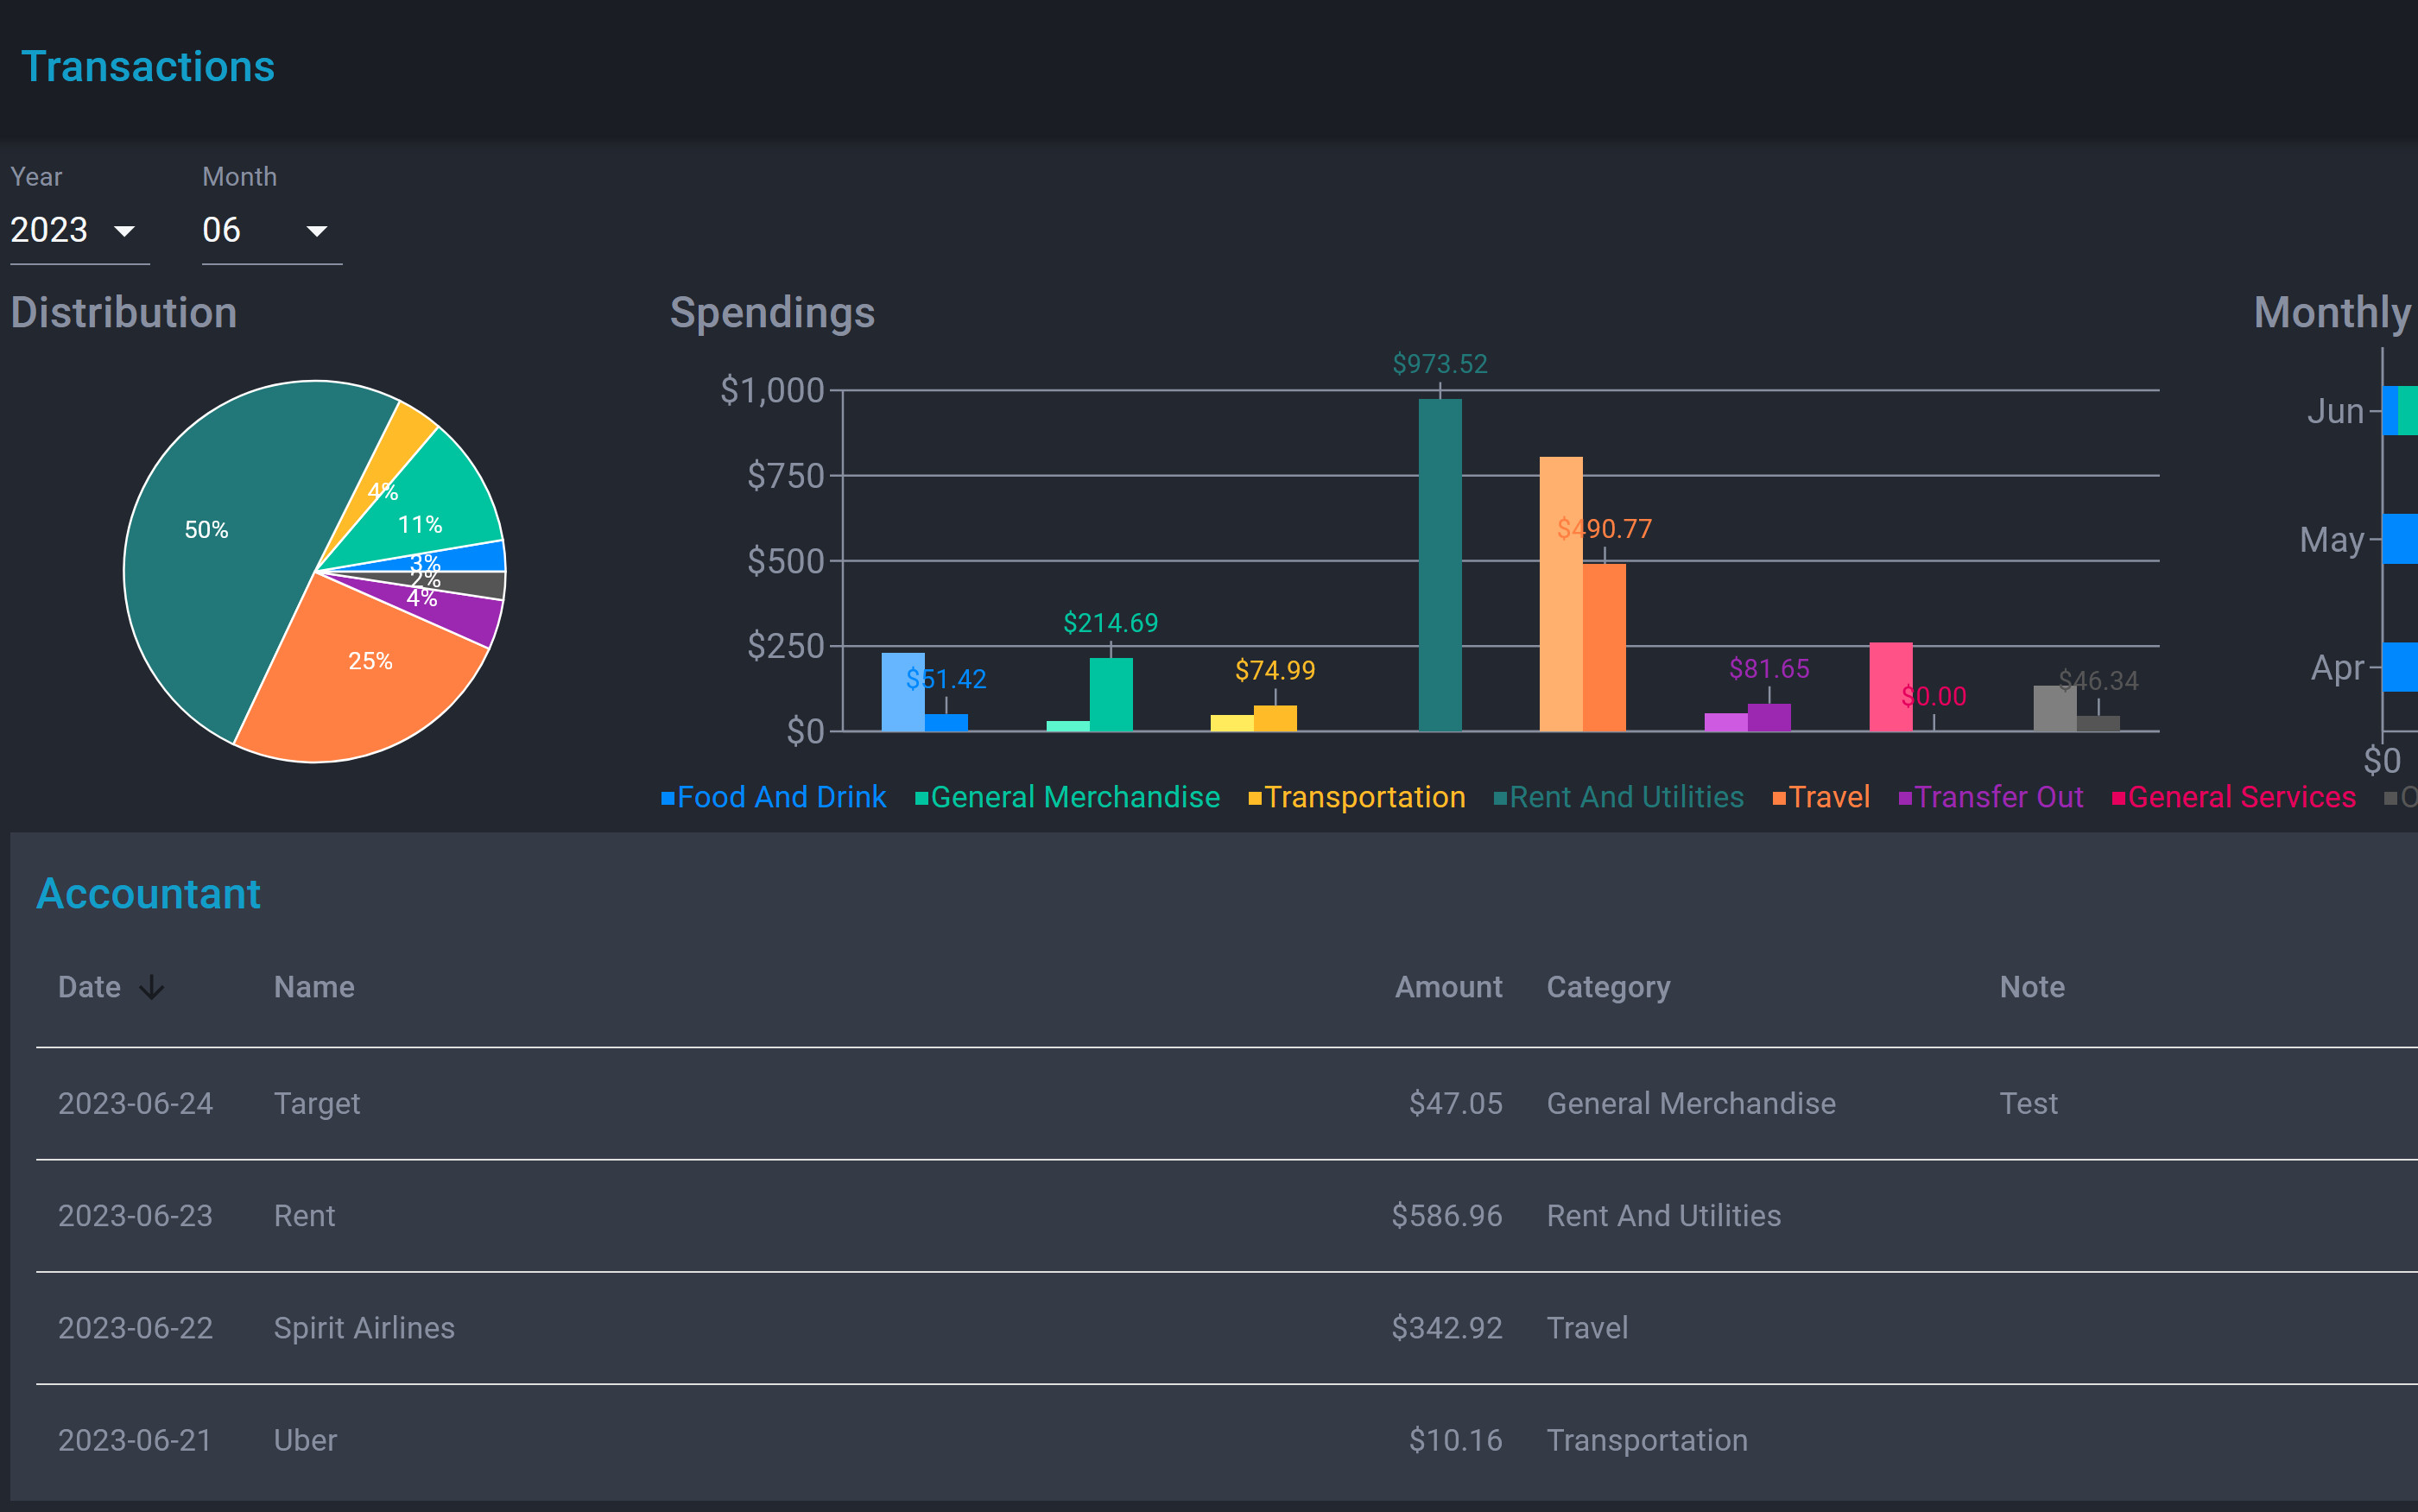 Transactions
Year Month
2023 06
Distribution
50%
4%
11%
3%
2%
4%
25%
Spendings
$1,000
$750
$500
$250
$0
$51.42
$214.69
$74.99
$973.52
$490.77
$81.65
$0.00
$46.34
Food And Drink General Merchandise Transportation Rent And Utilities Travel Transfer Out General Services
Monthly
Jun
May
Apr
$0
Accountant
Date Name Amount Category Note
2023-06-24 Target $47.05 General Merchandise Test
2023-06-23 Rent $586.96 Rent And Utilities
2023-06-22 Spirit Airlines $342.92 Travel
2023-06-21 Uber $10.16 Transportation